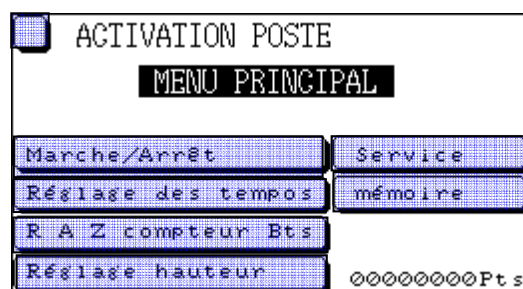 ACTIVATION POSTE
MENU PRINCIPAL
Marche/Arrêt
Service
Réglage des tempos
mémoire
R A Z compteur Bts
Réglage hauteur
00000000Pts